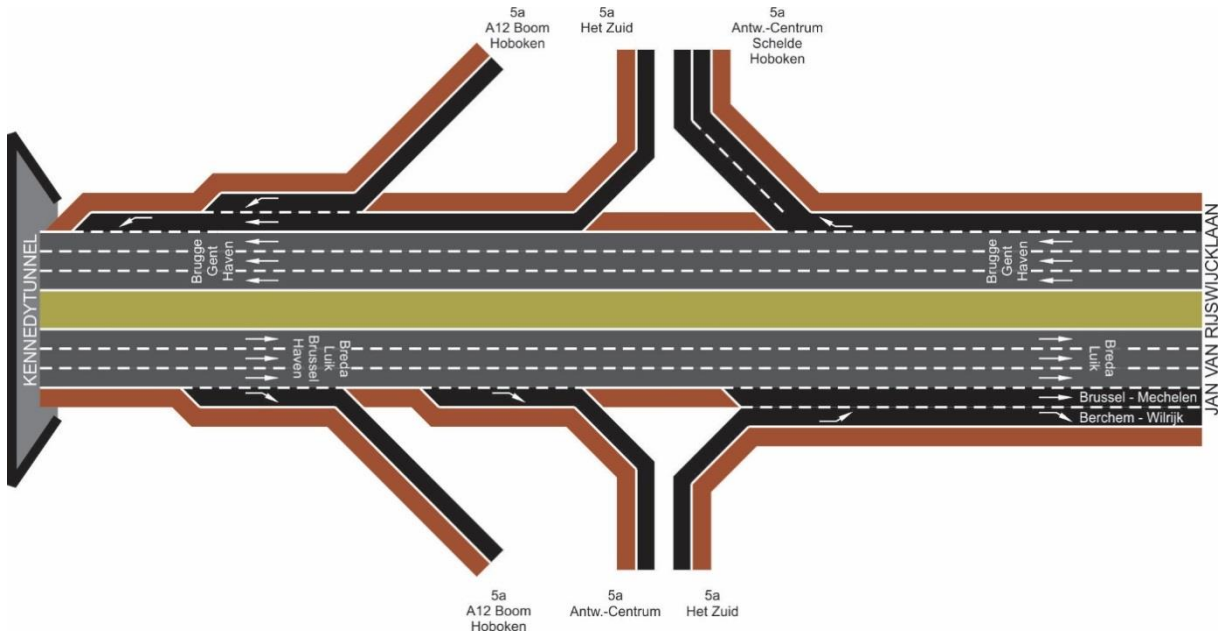 5a
A12 Boom
Hoboken
5a
Het Zuid
5a
Antw.-Centrum
Schelde
Hoboken
KENNEDYTUNNEL
Brugge
Gent
Haven
Brugge
Gent
Haven
JAN VAN RIJSWIJCKLAAN
Breda
Luik
Brussel
Haven
Breda
Luik
Brussel - Mechelen
Berchem - Wilrijk
5a
A12 Boom
Hoboken
5a
Antw.-Centrum
5a
Het Zuid